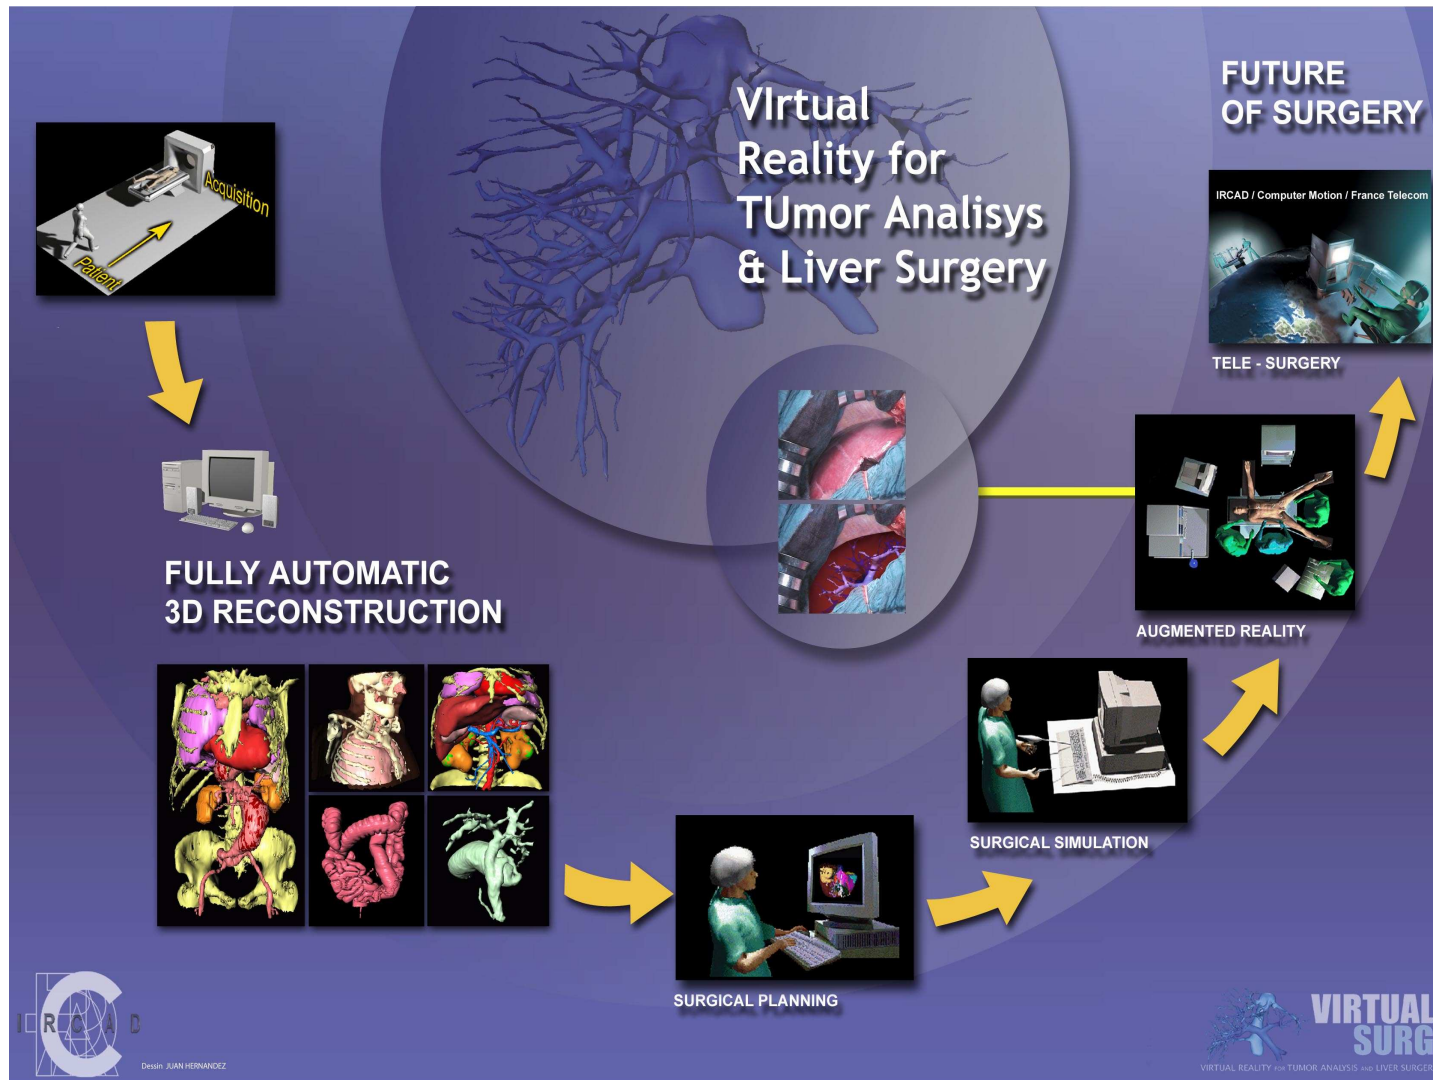 VIrtual
Reality for
TUmor Analisys
& Liver Surgery
FUTURE
OF SURGERY
Acquisition
Patient
IRCAD / Computer Motion / France Telecom
TELE - SURGERY
FULLY AUTOMATIC
3D RECONSTRUCTION
AUGMENTED REALITY
SURGICAL SIMULATION
SURGICAL PLANNING
IRCAD
Dessin JUAN HERNANDEZ
VIRTUAL
SURG
VIRTUAL REALITY FOR TUMOR ANALYSIS AND LIVER SURGER